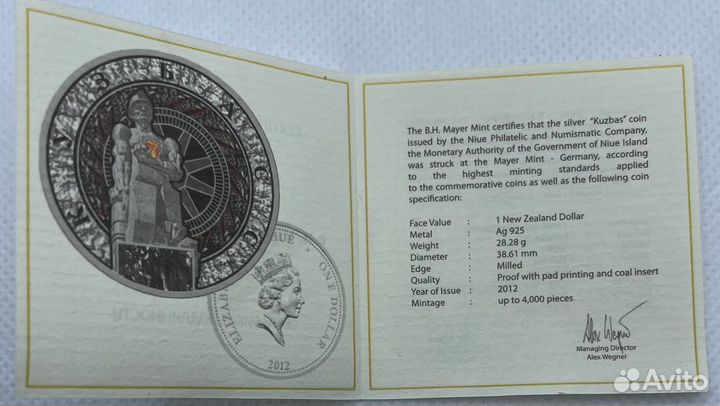 КУЗБАСС
NIUE ISLAND
ONE DOLLAR
ELIZABETH
2012
The B.H. Mayer Mint certifies that the silver "Kuzbas" coin
issued by the Niue Philatelic and Numismatic Company,
the Monetary Authority of the Government of Niue Island
was struck at the Mayer Mint - Germany, according
to the highest minting standards applied
to the commemorative coins as well as the following coin
specification:
Face Value : 1 New Zealand Dollar
Metal : Ag 925
Weight : 28.28 g
Diameter : 38.61 mm
Edge : Milled
Quality : Proof with pad printing and coal insert
Year of Issue : 2012
Mintage : up to 4,000 pieces
Alex Wegner
Managing Director
Alex Wegner
Avito